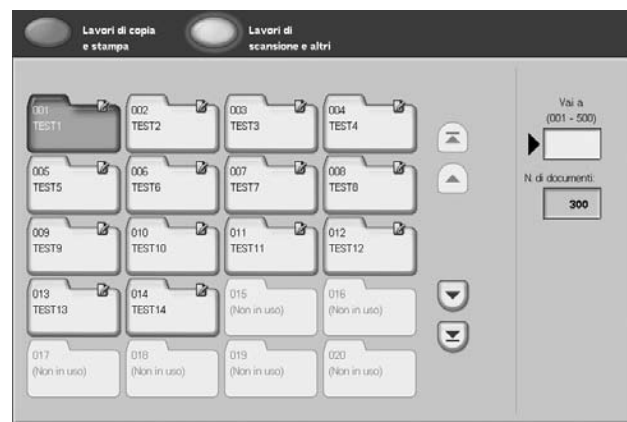 Lavori di copia
e stampa
Lavori di
scansione e altri
001
TEST1
002
TEST2
003
TEST3
004
TEST4
005
TEST5
006
TEST6
007
TEST7
008
TEST8
009
TEST9
010
TEST10
011
TEST11
012
TEST12
013
TEST13
014
TEST14
015
(Non in uso)
016
(Non in uso)
017
(Non in uso)
018
(Non in uso)
019
(Non in uso)
020
(Non in uso)
Vai a
(001 - 500)
N. di documenti:
300